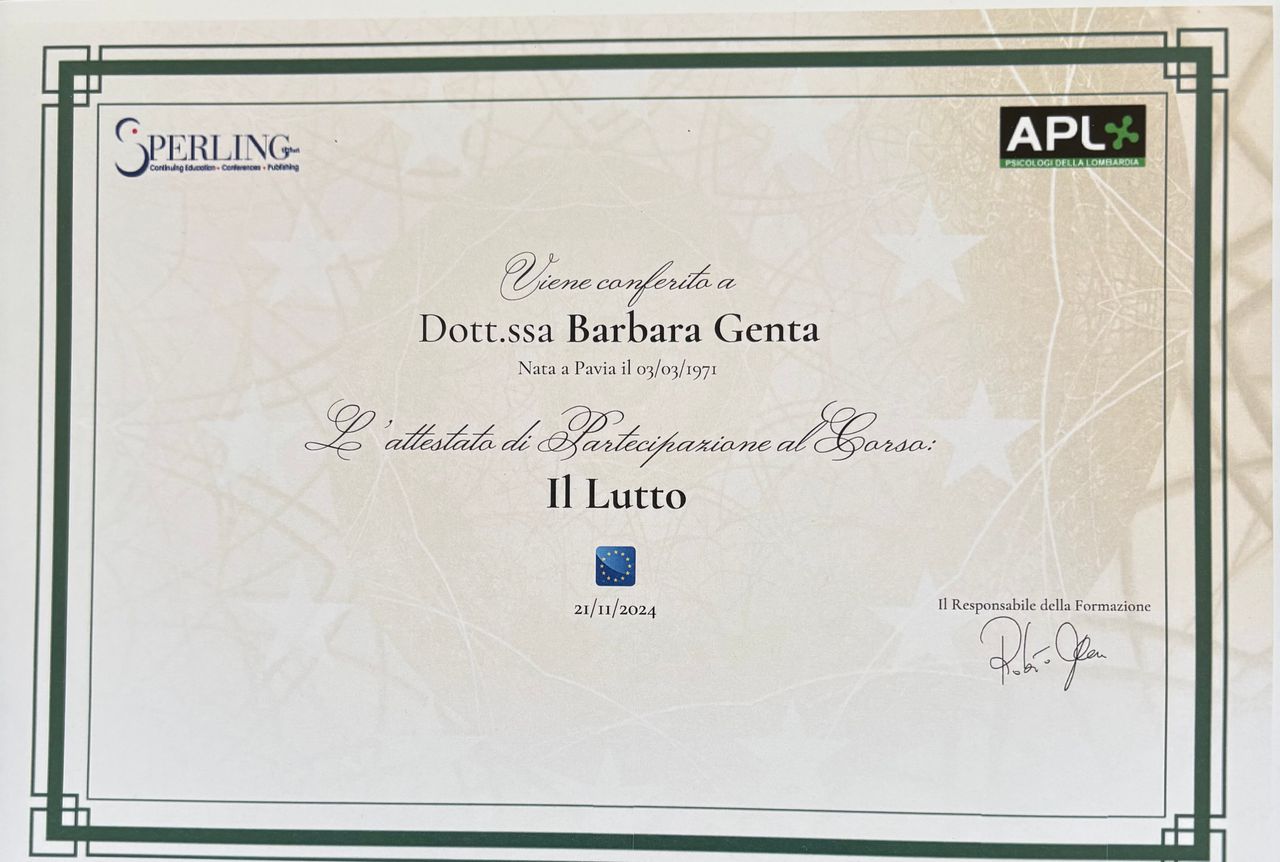 SPERLING
Continuing Education • Conferences • Publishing
APL
PSICOLOGI DELLA LOMBARDIA
Viene conferito a
Dott.ssa Barbara Genta
Nata a Pavia il 03/03/1971
L'attestato di Partecipazione al Corso:
Il Lutto
21/11/2024
Il Responsabile della Formazione